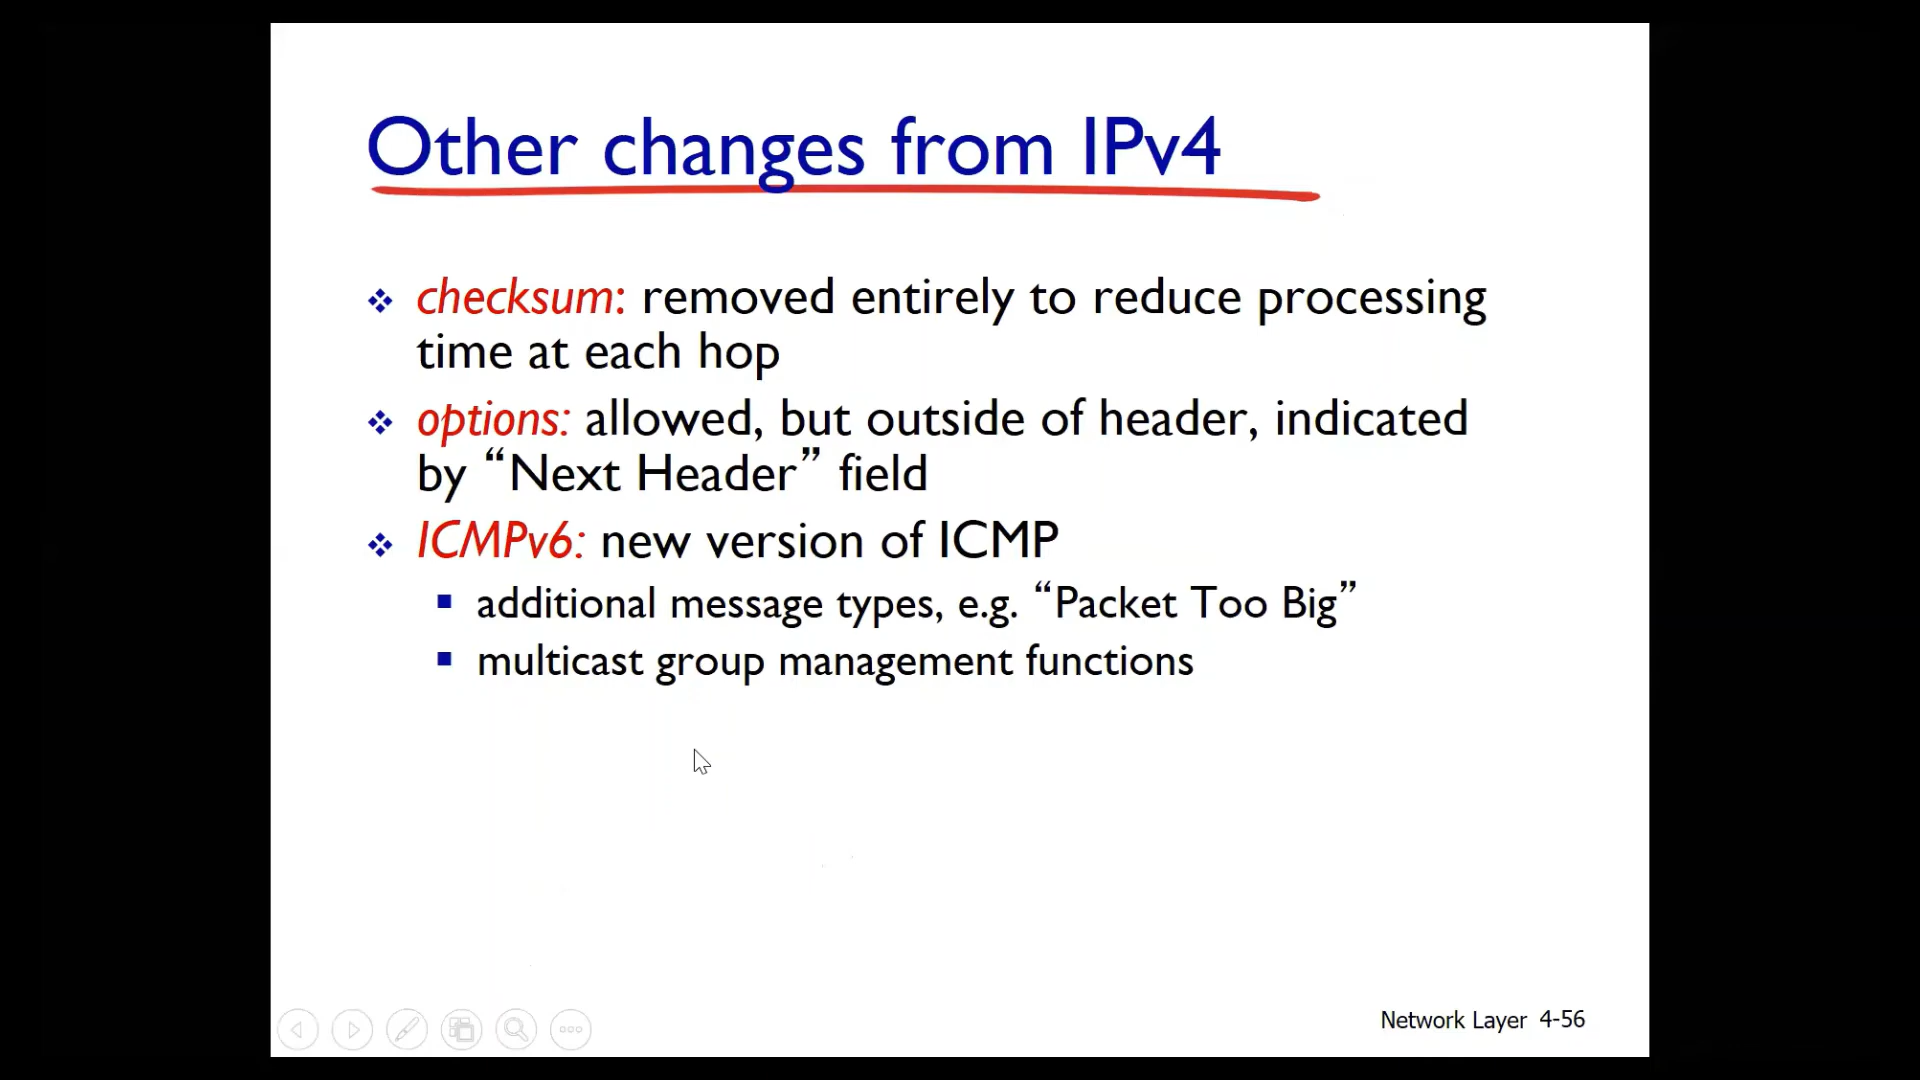 Other changes from IPv4
checksum: removed entirely to reduce processing
time at each hop
options: allowed, but outside of header, indicated
by “Next Header” field
ICMPv6: new version of ICMP
additional message types, e.g. “Packet Too Big”
multicast group management functions
Network Layer 4-56